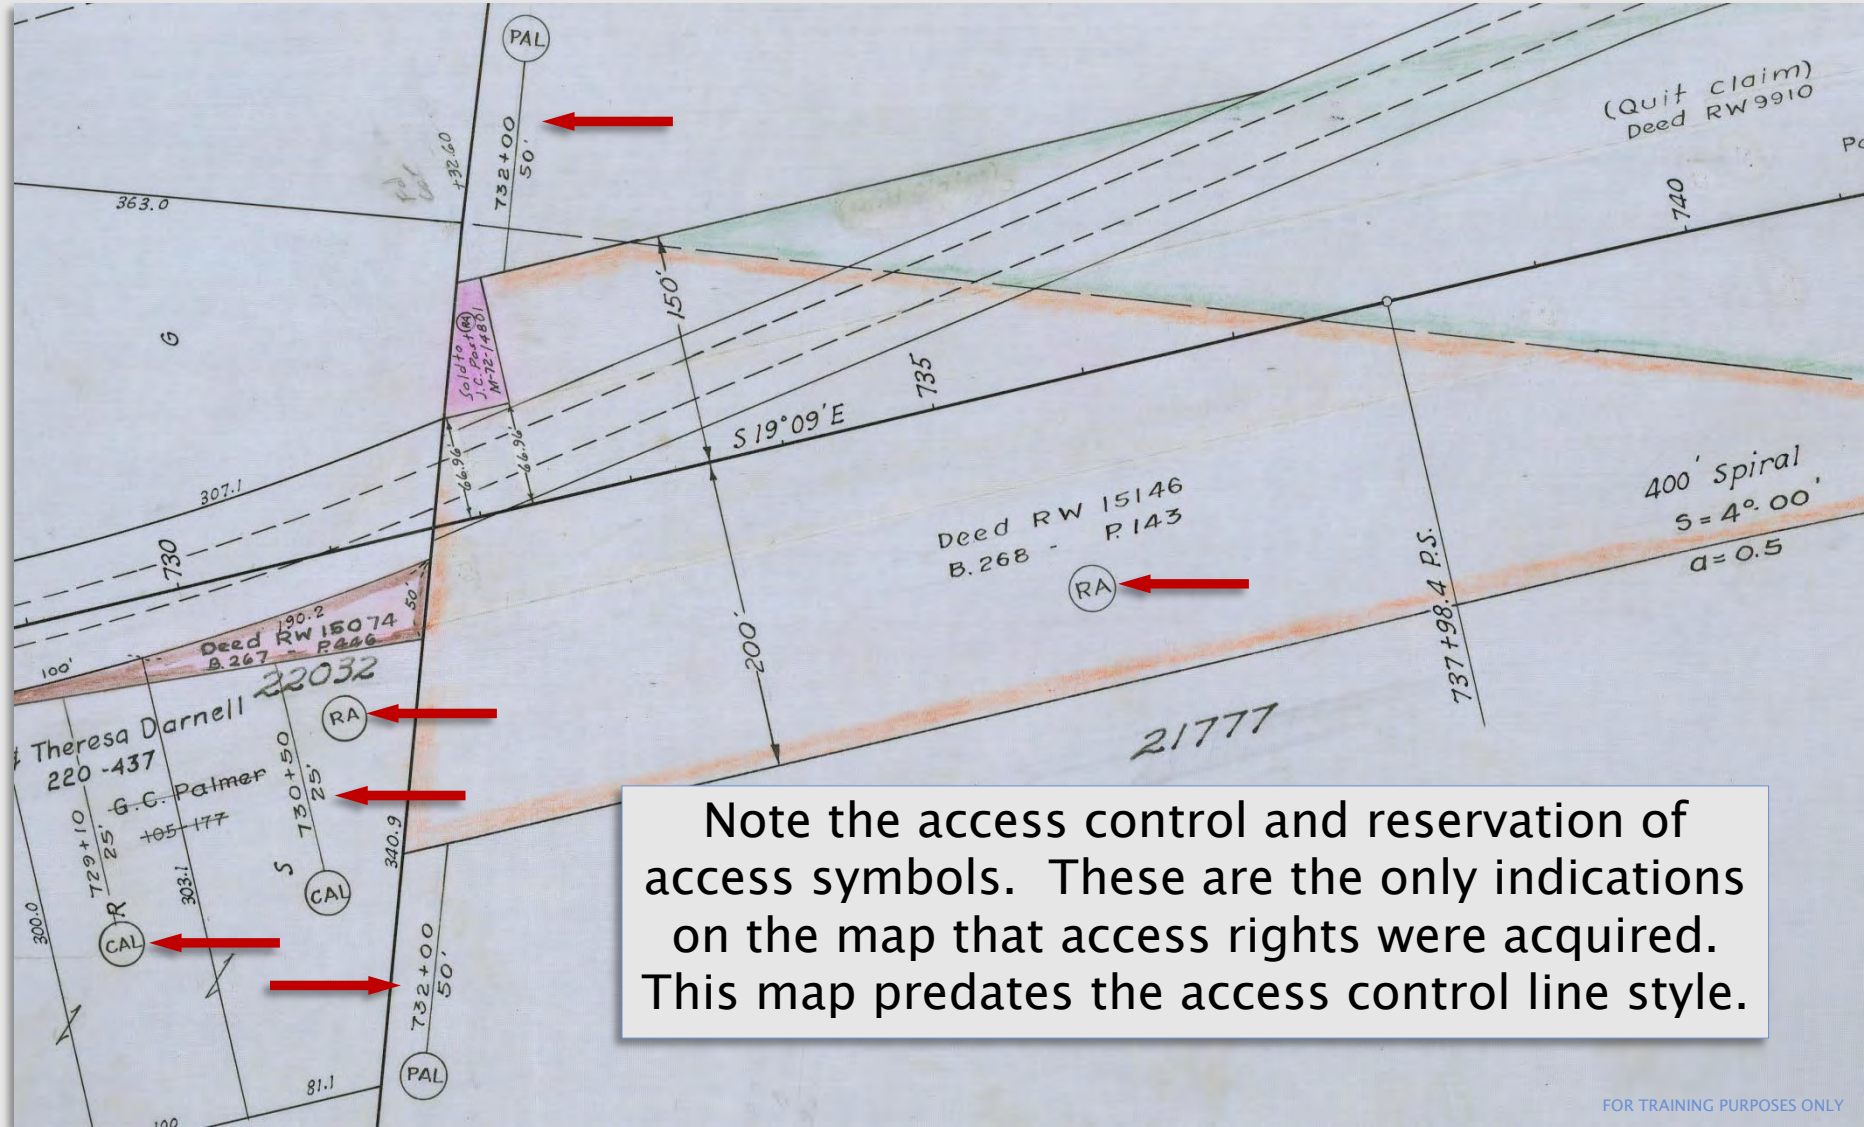 PAL
732+00
50'
+32.60
(Quit Claim)
Deed RW 9910
740
363.0
G
150'
Sold to
J.C. Post (RA)
M-72-14801
735
S 19°09' E
66.96'
66.96'
307.1
730
400' Spiral
S = 4°. 00'
a = 0.5
Deed RW 15146
B. 268 - P. 143
RA
737+98.4 P.S.
190.2
50'
Deed RW 15074
B. 267 - P. 446
100'
22032
RA
Theresa Darnell
220-437
G. C. Palmer
105-177
730+50
25'
S
CAL
729+10
25'
R
CAL
303.1
300.0
340.9
200'
21777
732+00
50'
PAL
81.1
100
Note the access control and reservation of
access symbols. These are the only indications
on the map that access rights were acquired.
This map predates the access control line style.
FOR TRAINING PURPOSES ONLY